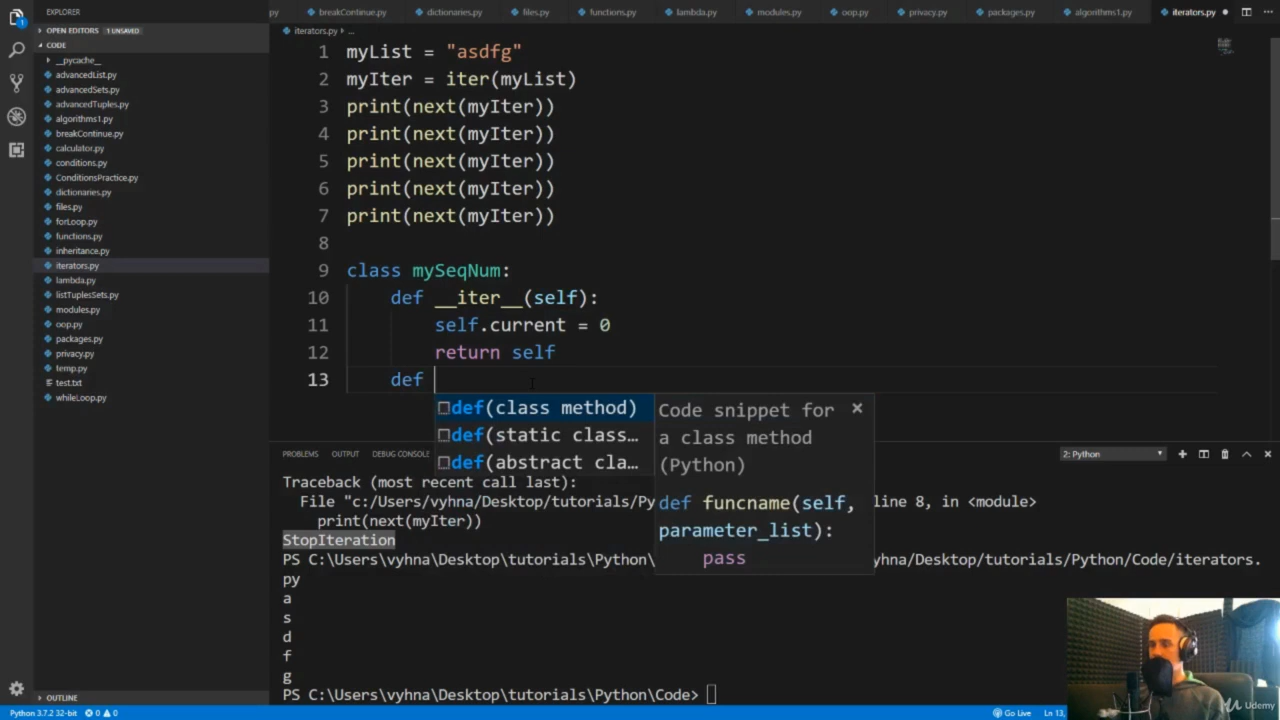 EXPLORER
OPEN EDITORS 1 UNSAVED
CODE
__pycache__
advancedList.py
advancedSets.py
advancedTuples.py
algorithms1.py
breakContinue.py
calculator.py
conditions.py
ConditionsPractice.py
dictionaries.py
files.py
forLoop.py
functions.py
inheritance.py
iterators.py
lambda.py
listTuplesSets.py
modules.py
oop.py
packages.py
privacy.py
temp.py
test.txt
whileLoop.py
OUTLINE
py breakContinue.py dictionaries.py files.py functions.py lambda.py modules.py oop.py privacy.py packages.py algorithms1.py iterators.py
iterators.py > ...
1 myList = "asdfg"
2 myIter = iter(myList)
3 print(next(myIter))
4 print(next(myIter))
5 print(next(myIter))
6 print(next(myIter))
7 print(next(myIter))
8
9 class mySeqNum:
10 def __iter__(self):
11 self.current = 0
12 return self
13 def
def(class method)
def(static class…
def(abstract cla…
Code snippet for
a class method
(Python)
def funcname(self,
parameter_list):
pass
PROBLEMS OUTPUT DEBUG CONSOLE 2: Python
Traceback (most recent call last):
File "c:/Users/vyhna/Desktop/tutorials/Py line 8, in <module>
print(next(myIter))
StopIteration
PS C:\Users\vyhna\Desktop\tutorials\Python\ vyhna/Desktop/tutorials/Python/Code/iterators.
py
a
s
d
f
g
PS C:\Users\vyhna\Desktop\tutorials\Python\Code>
Udemy
Python 3.7.2 32-bit 0 0 Go Live Ln 13,